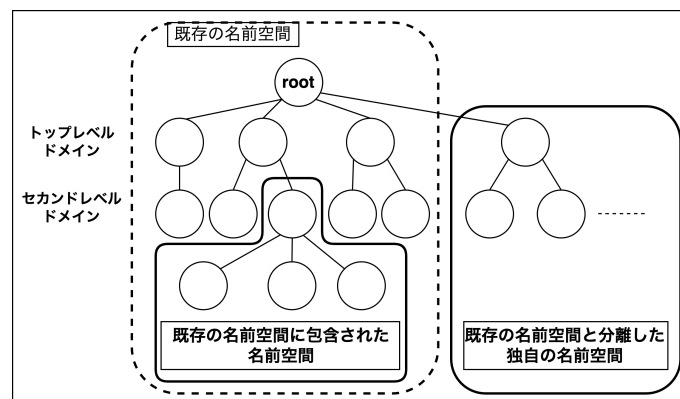 既存の名前空間
root
トップレベル
ドメイン
セカンドレベル
ドメイン
既存の名前空間に包含された
名前空間
既存の名前空間と分離した
独自の名前空間